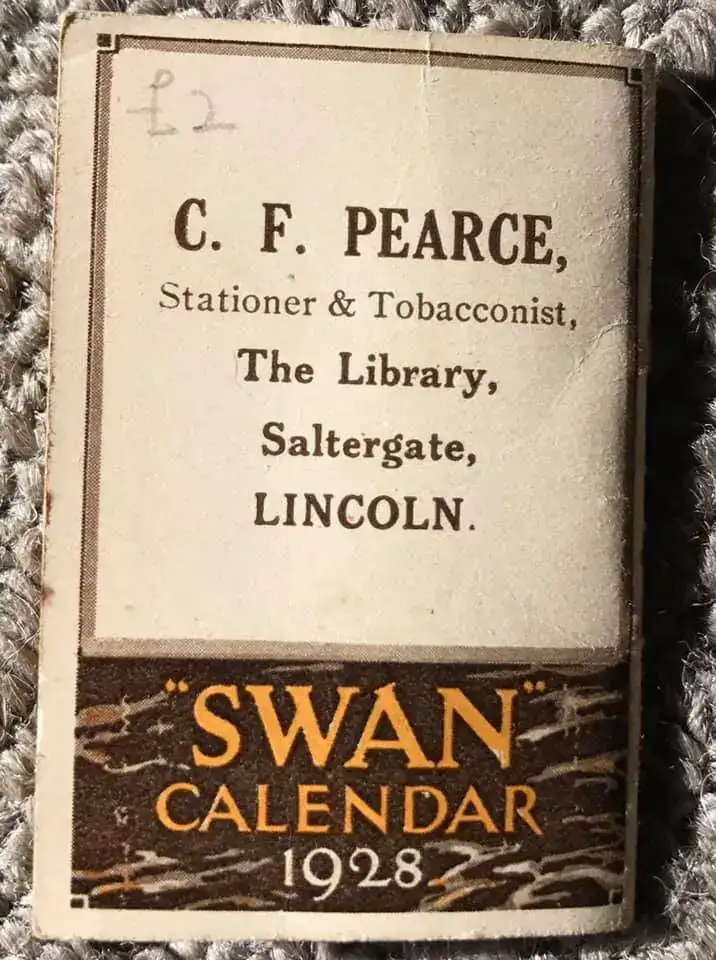 £2
C. F. PEARCE,
Stationer & Tobacconist,
The Library,
Saltergate,
LINCOLN.
"SWAN"
CALENDAR
1928